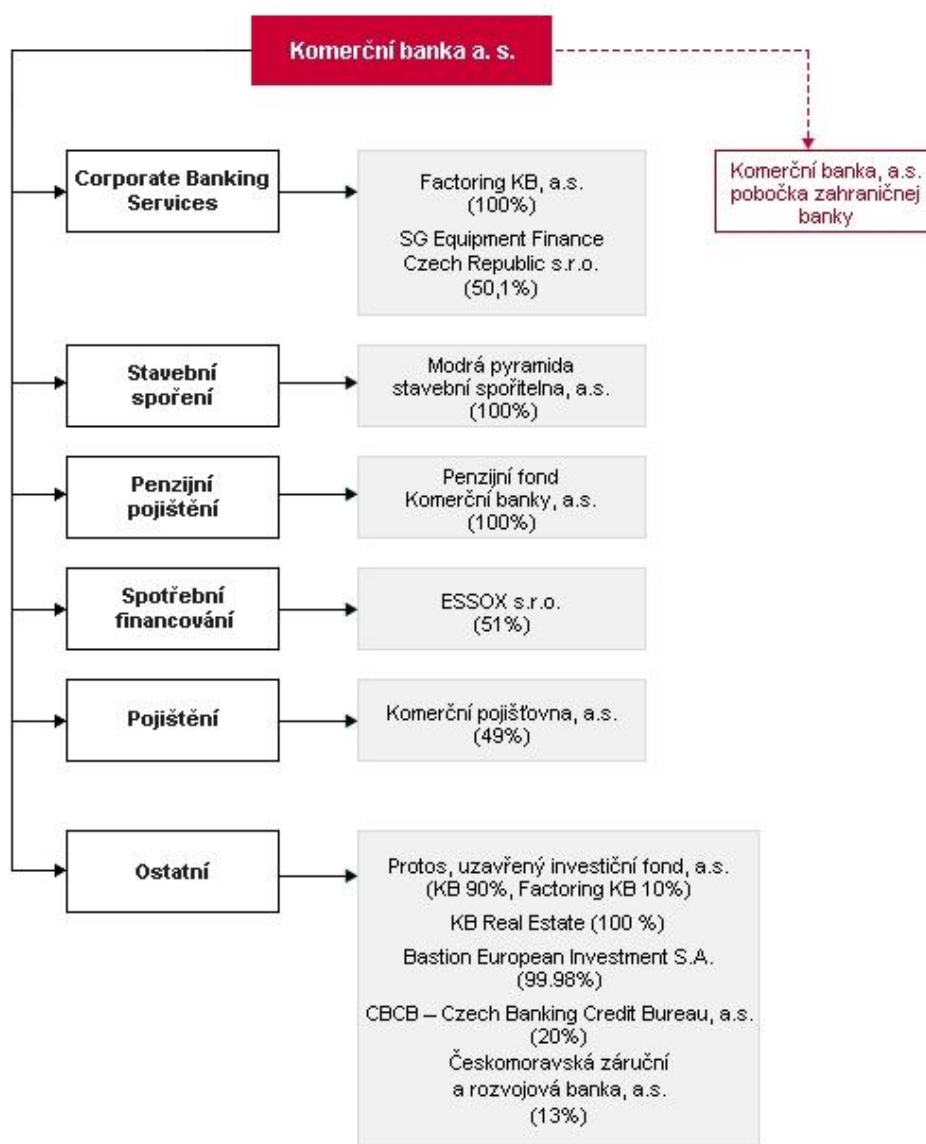 Komerční banka a. s.
Komerční banka, a.s.
pobočka zahraničnej
banky
Corporate Banking
Services
Factoring KB, a.s.
(100%)
SG Equipment Finance
Czech Republic s.r.o.
(50,1%)
Stavební
spoření
Modrá pyramida
stavební spořitelna, a.s.
(100%)
Penzijní
pojištění
Penzijní fond
Komerční banky, a.s.
(100%)
Spotřební
financování
ESSOX s.r.o.
(51%)
Pojištění
Komerční pojišťovna, a.s.
(49%)
Ostatní
Protos, uzavřený investiční fond, a.s.
(KB 90%, Factoring KB 10%)
KB Real Estate (100 %)
Bastion European Investment S.A.
(99.98%)
CBCB – Czech Banking Credit Bureau, a.s.
(20%)
Českomoravská záruční
a rozvojová banka, a.s.
(13%)